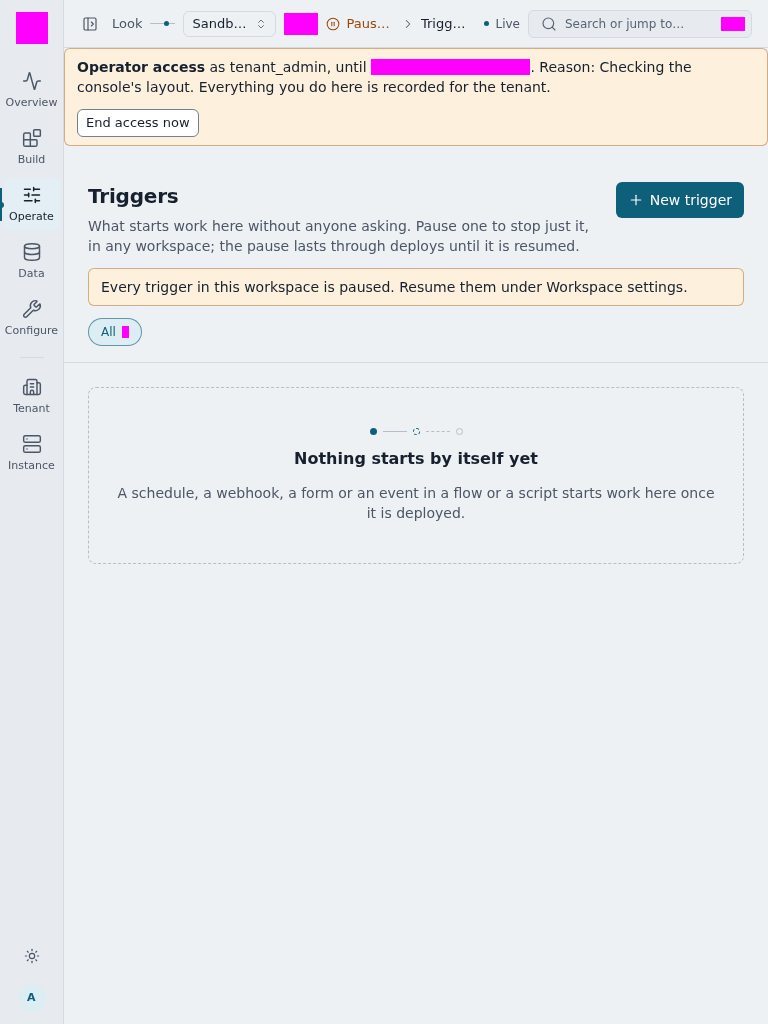 Look
Sandb…
Paus…
Trigg…
Live
Search or jump to…
Overview
Build
Operate
Data
Configure
Tenant
Instance
A
Operator access as tenant_admin, until . Reason: Checking the
console's layout. Everything you do here is recorded for the tenant.
End access now
Triggers
New trigger
What starts work here without anyone asking. Pause one to stop just it,
in any workspace; the pause lasts through deploys until it is resumed.
Every trigger in this workspace is paused. Resume them under Workspace settings.
All
Nothing starts by itself yet
A schedule, a webhook, a form or an event in a flow or a script starts work here once
it is deployed.